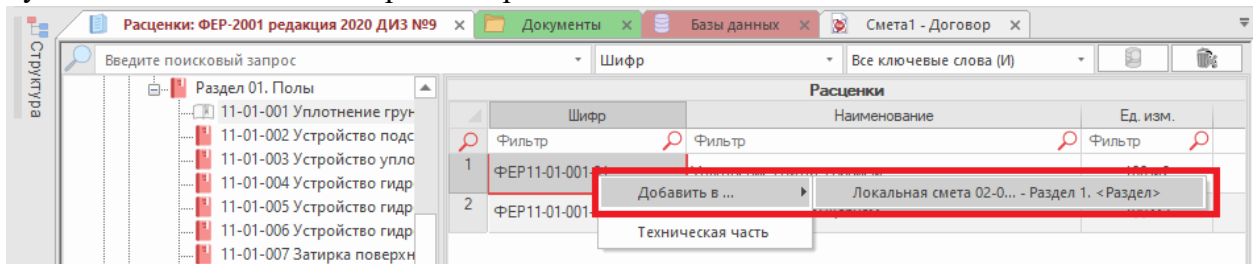 Расценки: ФЕР-2001 редакция 2020 ДИЗ №9
Документы
Базы данных
Смета1 - Договор
Структура
Введите поисковый запрос
Шифр
Все ключевые слова (И)
Раздел 01. Полы
11-01-001 Уплотнение грун
11-01-002 Устройство подс
11-01-003 Устройство упло
11-01-004 Устройство гидр
11-01-005 Устройство гидр
11-01-006 Устройство гидр
11-01-007 Затирка поверхн
Расценки
Шифр
Наименование
Ед. изм.
Фильтр
Фильтр
Фильтр
1
ФЕР11-01-001-
2
ФЕР11-01-001-
Добавить в ...
Локальная смета 02-0... - Раздел 1. <Раздел>
Техническая часть